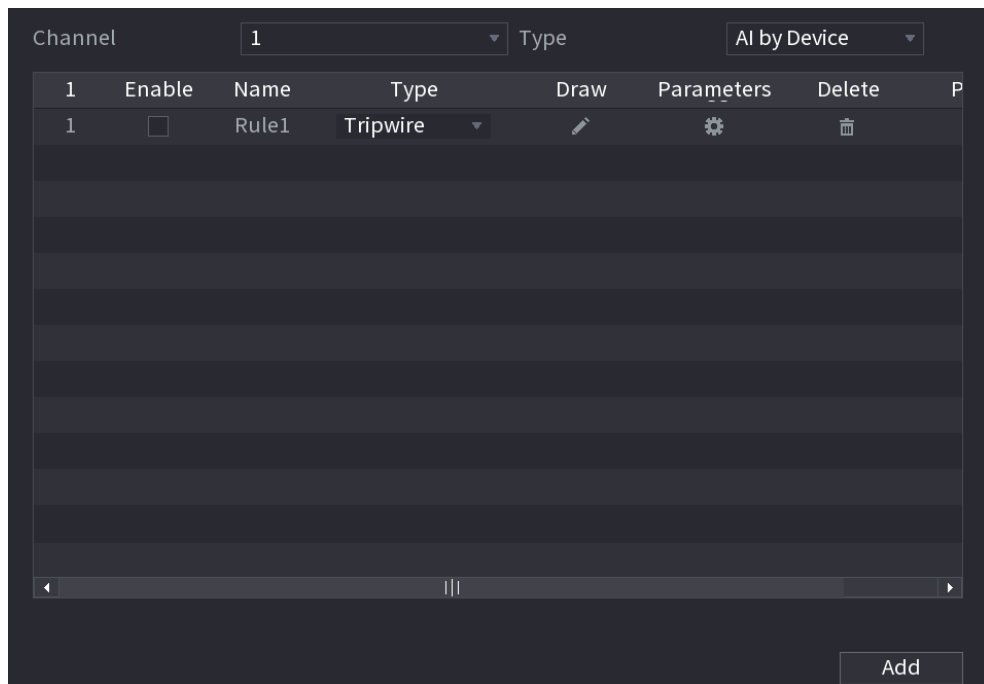 Channel 1 Type AI by Device
1 Enable Name Type Draw Parameters Delete P
1 Rule1 Tripwire
Add